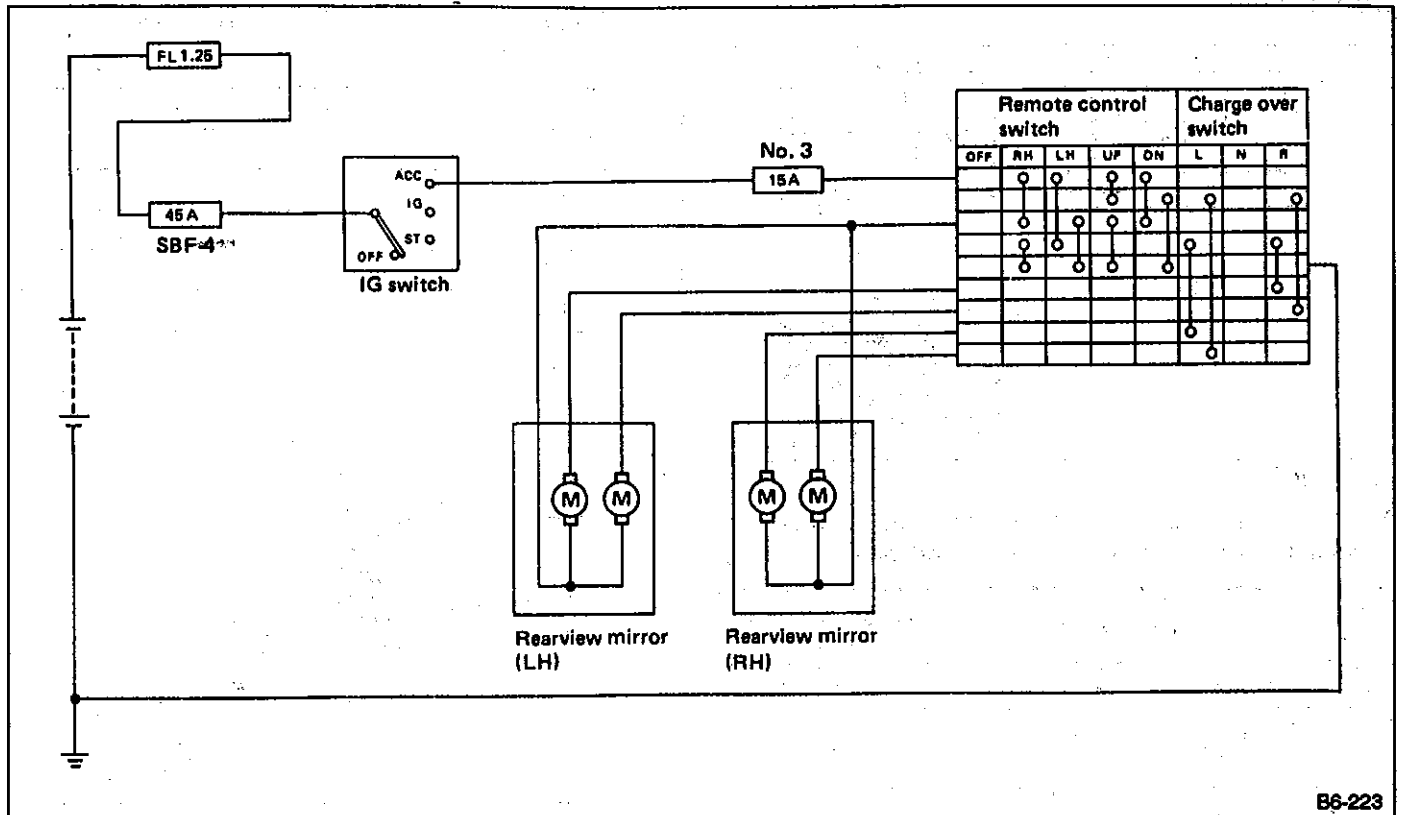 FL 1.25
45A
SBF-4
ACC
IG
ST
OFF
IG switch
No. 3
15A
Remote control switch
Charge over switch
OFF RH LH UP DN L N R
M M
M M
Rearview mirror
(LH)
Rearview mirror
(RH)
B6-223